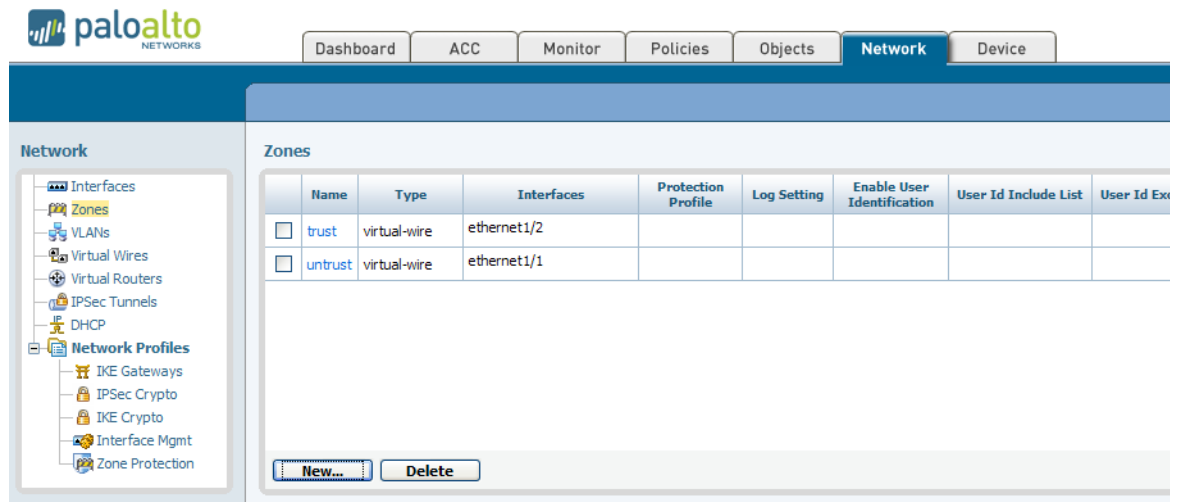 paloalto
NETWORKS
Dashboard ACC Monitor Policies Objects Network Device
Network
Interfaces
Zones
VLANs
Virtual Wires
Virtual Routers
IPSec Tunnels
DHCP
Network Profiles
IKE Gateways
IPSec Crypto
IKE Crypto
Interface Mgmt
Zone Protection
Zones
Name Type Interfaces Protection Profile Log Setting Enable User Identification User Id Include List User Id Exc
trust virtual-wire ethernet1/2
untrust virtual-wire ethernet1/1
New... Delete